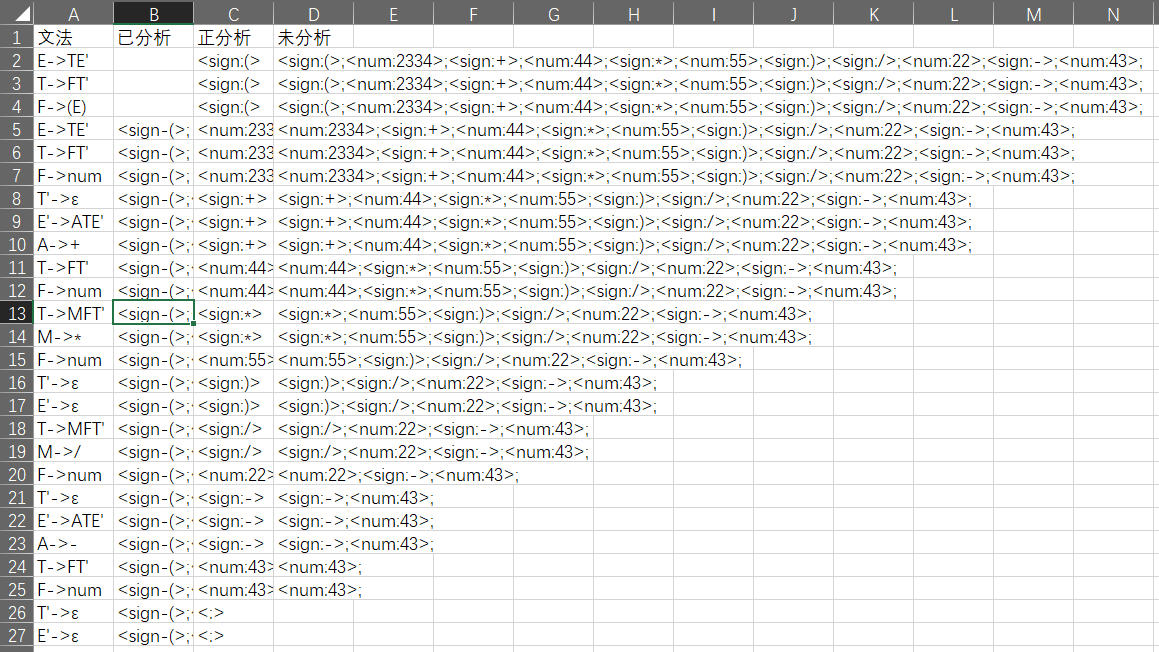 A B C D E F G H I J K L M N
1 文法 已分析 正分析 未分析
2 E->TE' <sign:(> <sign:(>;<num:2334>;<sign:+>;<num:44>;<sign:*>;<num:55>;<sign:)>;<sign:/>;<num:22>;<sign:->;<num:43>;
3 T->FT' <sign:(> <sign:(>;<num:2334>;<sign:+>;<num:44>;<sign:*>;<num:55>;<sign:)>;<sign:/>;<num:22>;<sign:->;<num:43>;
4 F->(E) <sign:(> <sign:(>;<num:2334>;<sign:+>;<num:44>;<sign:*>;<num:55>;<sign:)>;<sign:/>;<num:22>;<sign:->;<num:43>;
5 E->TE' <sign-(>; <num:233 <num:2334>;<sign:+>;<num:44>;<sign:*>;<num:55>;<sign:)>;<sign:/>;<num:22>;<sign:->;<num:43>;
6 T->FT' <sign-(>; <num:233 <num:2334>;<sign:+>;<num:44>;<sign:*>;<num:55>;<sign:)>;<sign:/>;<num:22>;<sign:->;<num:43>;
7 F->num <sign-(>; <num:233 <num:2334>;<sign:+>;<num:44>;<sign:*>;<num:55>;<sign:)>;<sign:/>;<num:22>;<sign:->;<num:43>;
8 T'->ε <sign-(>; <sign:+> <sign:+>;<num:44>;<sign:*>;<num:55>;<sign:)>;<sign:/>;<num:22>;<sign:->;<num:43>;
9 E'->ATE' <sign-(>; <sign:+> <sign:+>;<num:44>;<sign:*>;<num:55>;<sign:)>;<sign:/>;<num:22>;<sign:->;<num:43>;
10 A->+ <sign-(>; <sign:+> <sign:+>;<num:44>;<sign:*>;<num:55>;<sign:)>;<sign:/>;<num:22>;<sign:->;<num:43>;
11 T->FT' <sign-(>; <num:44> <num:44>;<sign:*>;<num:55>;<sign:)>;<sign:/>;<num:22>;<sign:->;<num:43>;
12 F->num <sign-(>; <num:44> <num:44>;<sign:*>;<num:55>;<sign:)>;<sign:/>;<num:22>;<sign:->;<num:43>;
13 T->MFT' <sign-(>; <sign:*> <sign:*>;<num:55>;<sign:)>;<sign:/>;<num:22>;<sign:->;<num:43>;
14 M->* <sign-(>; <sign:*> <sign:*>;<num:55>;<sign:)>;<sign:/>;<num:22>;<sign:->;<num:43>;
15 F->num <sign-(>; <num:55> <num:55>;<sign:)>;<sign:/>;<num:22>;<sign:->;<num:43>;
16 T'->ε <sign-(>; <sign:)> <sign:)>;<sign:/>;<num:22>;<sign:->;<num:43>;
17 E'->ε <sign-(>; <sign:)> <sign:)>;<sign:/>;<num:22>;<sign:->;<num:43>;
18 T->MFT' <sign-(>; <sign:/> <sign:/>;<num:22>;<sign:->;<num:43>;
19 M->/ <sign-(>; <sign:/> <sign:/>;<num:22>;<sign:->;<num:43>;
20 F->num <sign-(>; <num:22> <num:22>;<sign:->;<num:43>;
21 T'->ε <sign-(>; <sign:-> <sign:->;<num:43>;
22 E'->ATE' <sign-(>; <sign:-> <sign:->;<num:43>;
23 A->- <sign-(>; <sign:-> <sign:->;<num:43>;
24 T->FT' <sign-(>; <num:43> <num:43>;
25 F->num <sign-(>; <num:43> <num:43>;
26 T'->ε <sign-(>; <:>
27 E'->ε <sign-(>; <:>